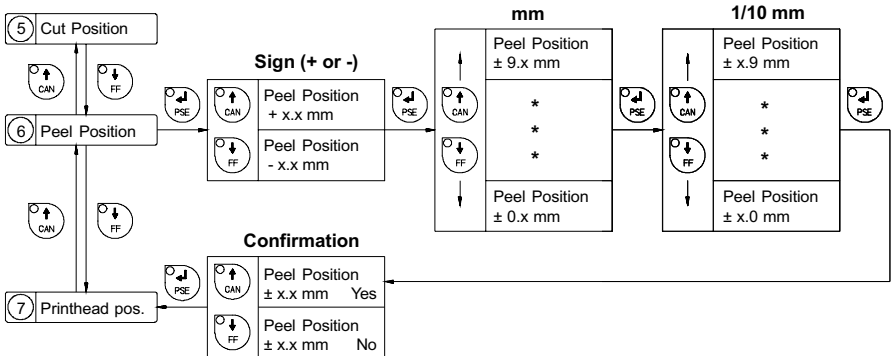 5 Cut Position
CAN
FF
6 Peel Position
CAN
FF
7 Printhead pos.
PSE
Sign (+ or -)
CAN
Peel Position
+ x.x mm
FF
Peel Position
- x.x mm
PSE
mm
CAN
FF
Peel Position
± 9.x mm
*
*
*
Peel Position
± 0.x mm
PSE
1/10 mm
CAN
FF
Peel Position
± x.9 mm
*
*
*
Peel Position
± x.0 mm
PSE
Confirmation
CAN
Peel Position
± x.x mm Yes
FF
Peel Position
± x.x mm No
PSE